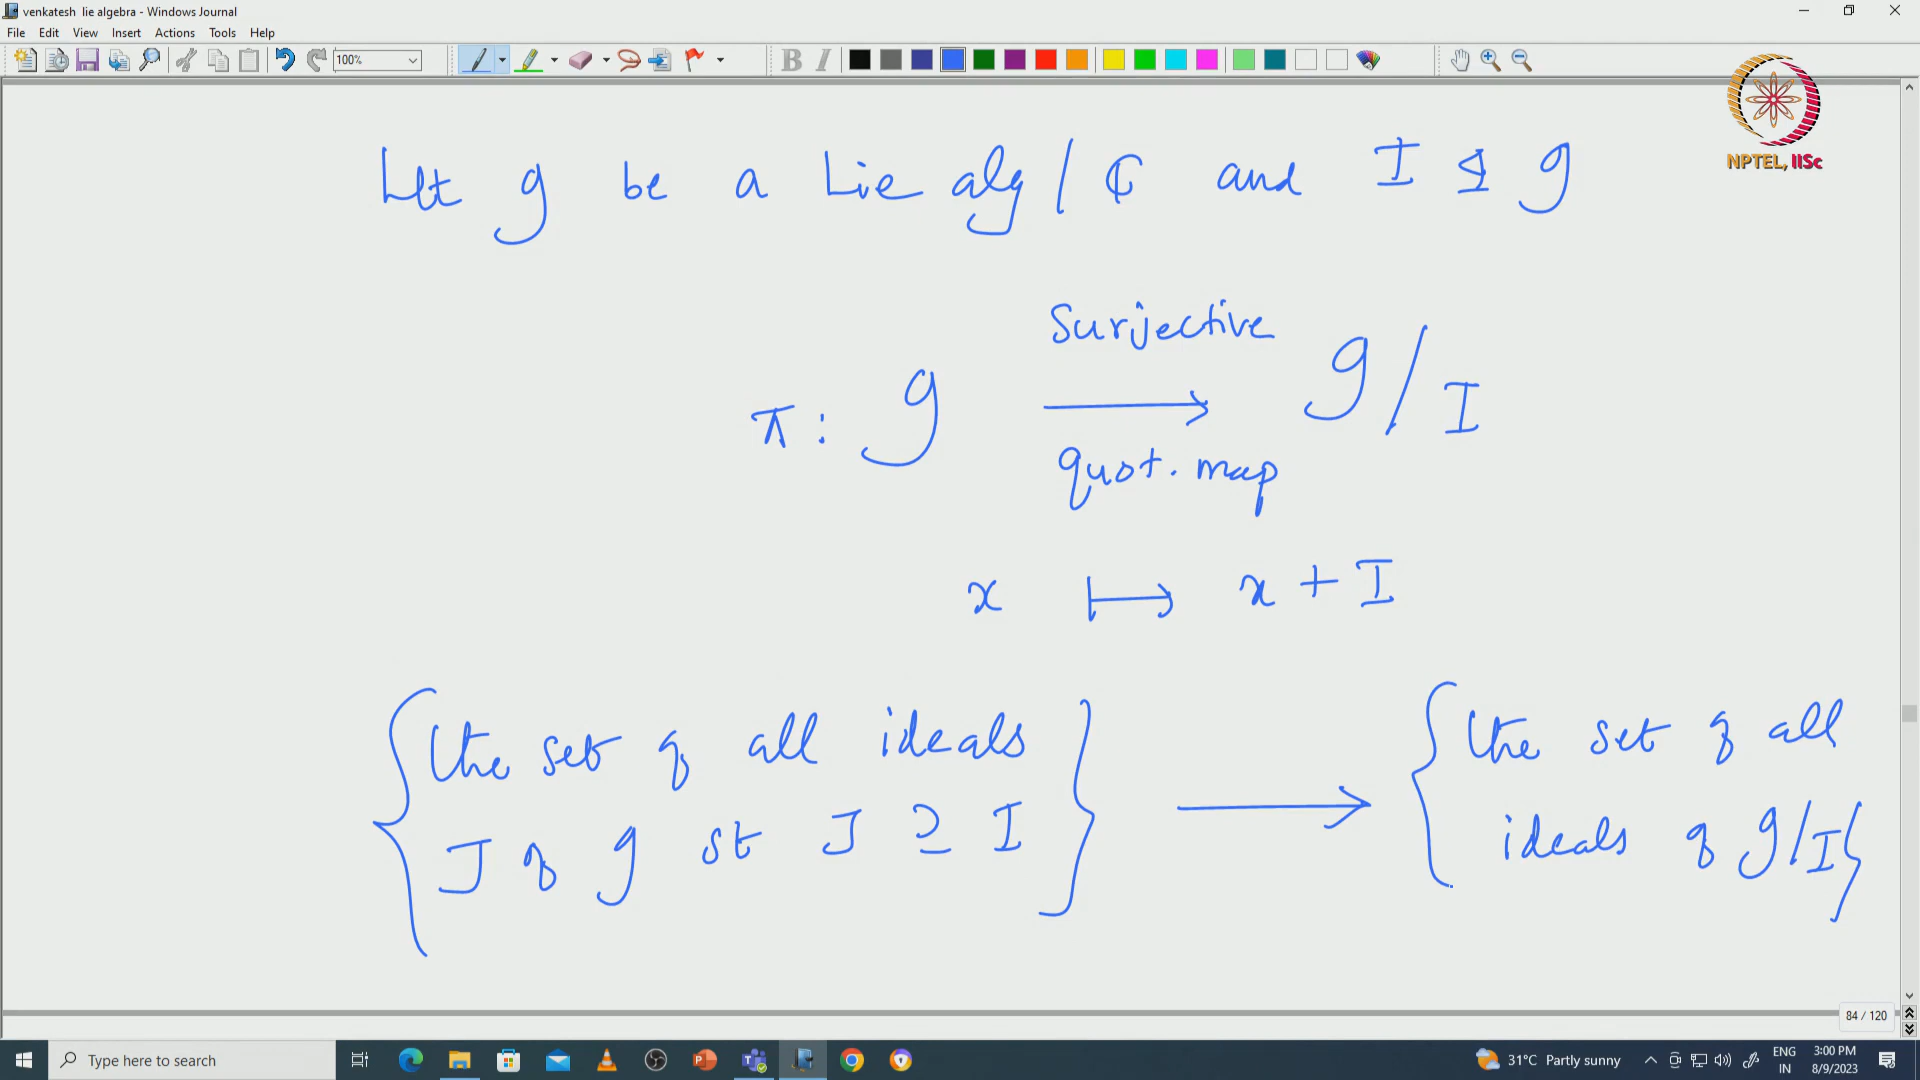 venkatesh lie algebra - Windows Journal
File Edit View Insert Actions Tools Help
100%
B I
NPTEL, IISc
Let g be a Lie alg / ℂ and I ⊴ g
Surjective
π : g ⟶ g / I
quot. map
x ⟼ x + I
{ the set of all ideals J of g st J ⊇ I } ⟶ { the set of all ideals of g/I }
84 / 120
Type here to search
31°C Partly sunny
ENG
IN
3:00 PM
8/9/2023